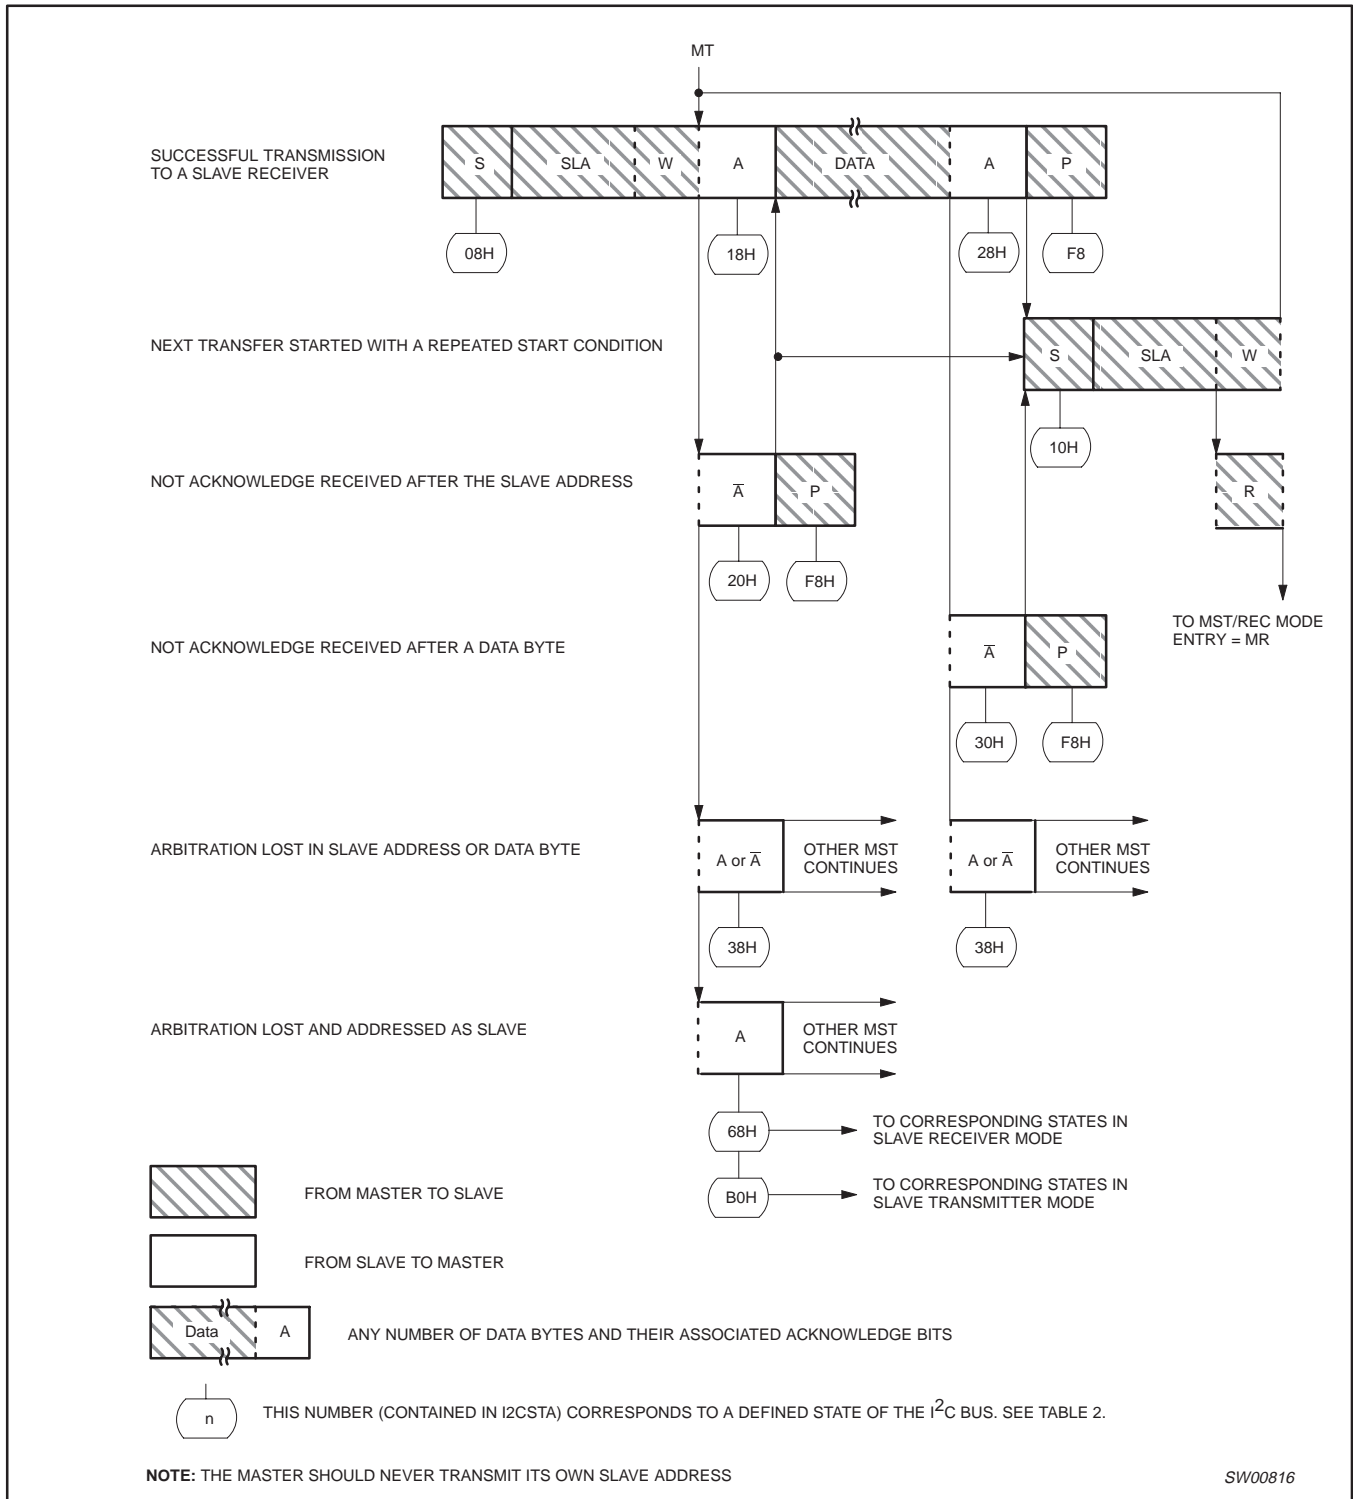 MT
SUCCESSFUL TRANSMISSION
TO A SLAVE RECEIVER
S SLA W A DATA A P
08H 18H 28H F8
NEXT TRANSFER STARTED WITH A REPEATED START CONDITION
S SLA W
10H
NOT ACKNOWLEDGE RECEIVED AFTER THE SLAVE ADDRESS
A̅ P R
20H F8H
TO MST/REC MODE
ENTRY = MR
NOT ACKNOWLEDGE RECEIVED AFTER A DATA BYTE
A̅ P
30H F8H
ARBITRATION LOST IN SLAVE ADDRESS OR DATA BYTE
A or A̅ OTHER MST
CONTINUES
A or A̅ OTHER MST
CONTINUES
38H 38H
ARBITRATION LOST AND ADDRESSED AS SLAVE
A OTHER MST
CONTINUES
68H TO CORRESPONDING STATES IN
SLAVE RECEIVER MODE
B0H TO CORRESPONDING STATES IN
SLAVE TRANSMITTER MODE
FROM MASTER TO SLAVE
FROM SLAVE TO MASTER
Data A ANY NUMBER OF DATA BYTES AND THEIR ASSOCIATED ACKNOWLEDGE BITS
n THIS NUMBER (CONTAINED IN I2CSTA) CORRESPONDS TO A DEFINED STATE OF THE I²C BUS. SEE TABLE 2.
NOTE: THE MASTER SHOULD NEVER TRANSMIT ITS OWN SLAVE ADDRESS
SW00816